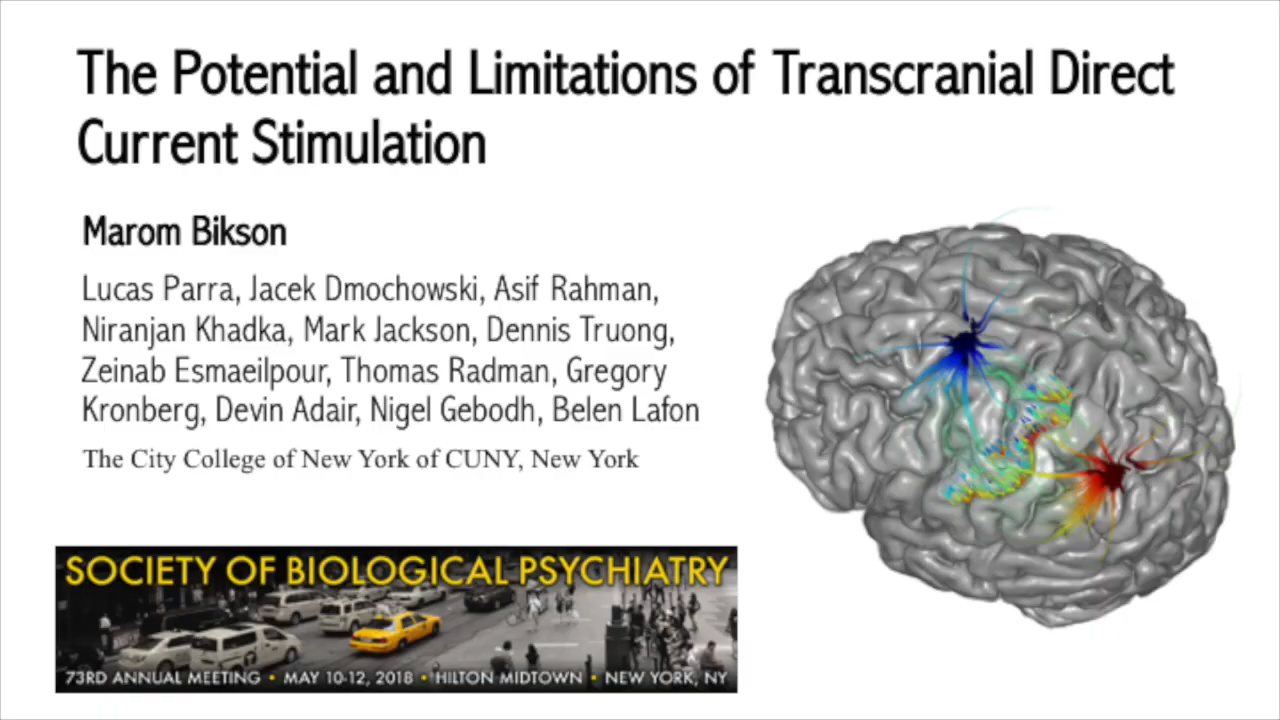 The Potential and Limitations of Transcranial Direct
Current Stimulation
Marom Bikson
Lucas Parra, Jacek Dmochowski, Asif Rahman,
Niranjan Khadka, Mark Jackson, Dennis Truong,
Zeinab Esmaeilpour, Thomas Radman, Gregory
Kronberg, Devin Adair, Nigel Gebodh, Belen Lafon
The City College of New York of CUNY, New York
SOCIETY OF BIOLOGICAL PSYCHIATRY
73RD ANNUAL MEETING • MAY 10-12, 2018 • HILTON MIDTOWN • NEW YORK, NY